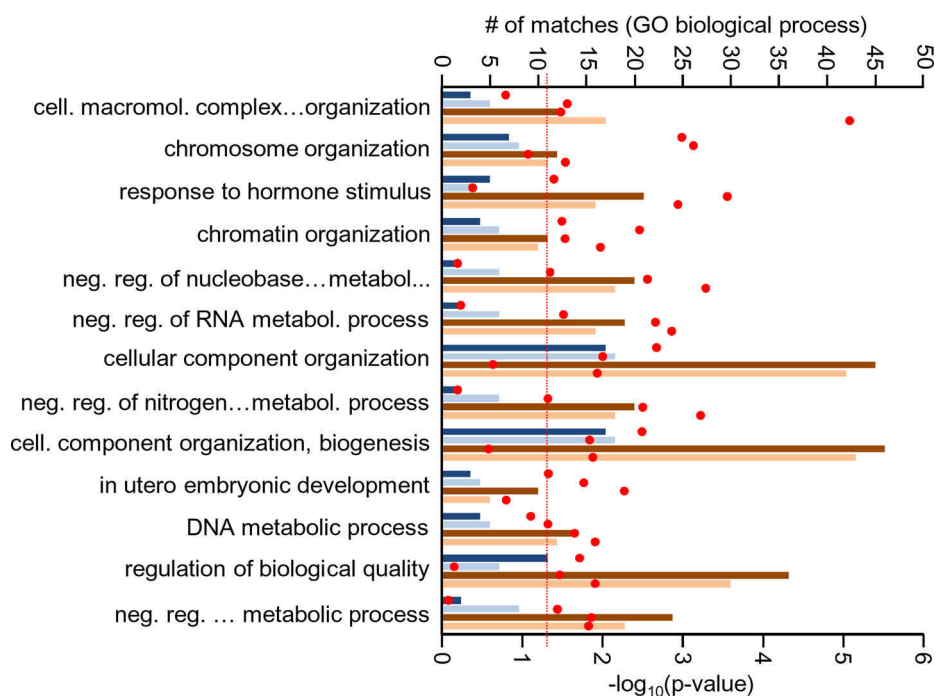 # of matches (GO biological process)
0 5 10 15 20 25 30 35 40 45 50
cell. macromol. complex…organization
chromosome organization
response to hormone stimulus
chromatin organization
neg. reg. of nucleobase…metabol...
neg. reg. of RNA metabol. process
cellular component organization
neg. reg. of nitrogen…metabol. process
cell. component organization, biogenesis
in utero embryonic development
DNA metabolic process
regulation of biological quality
neg. reg. … metabolic process
0 1 2 3 4 5 6
-log10(p-value)